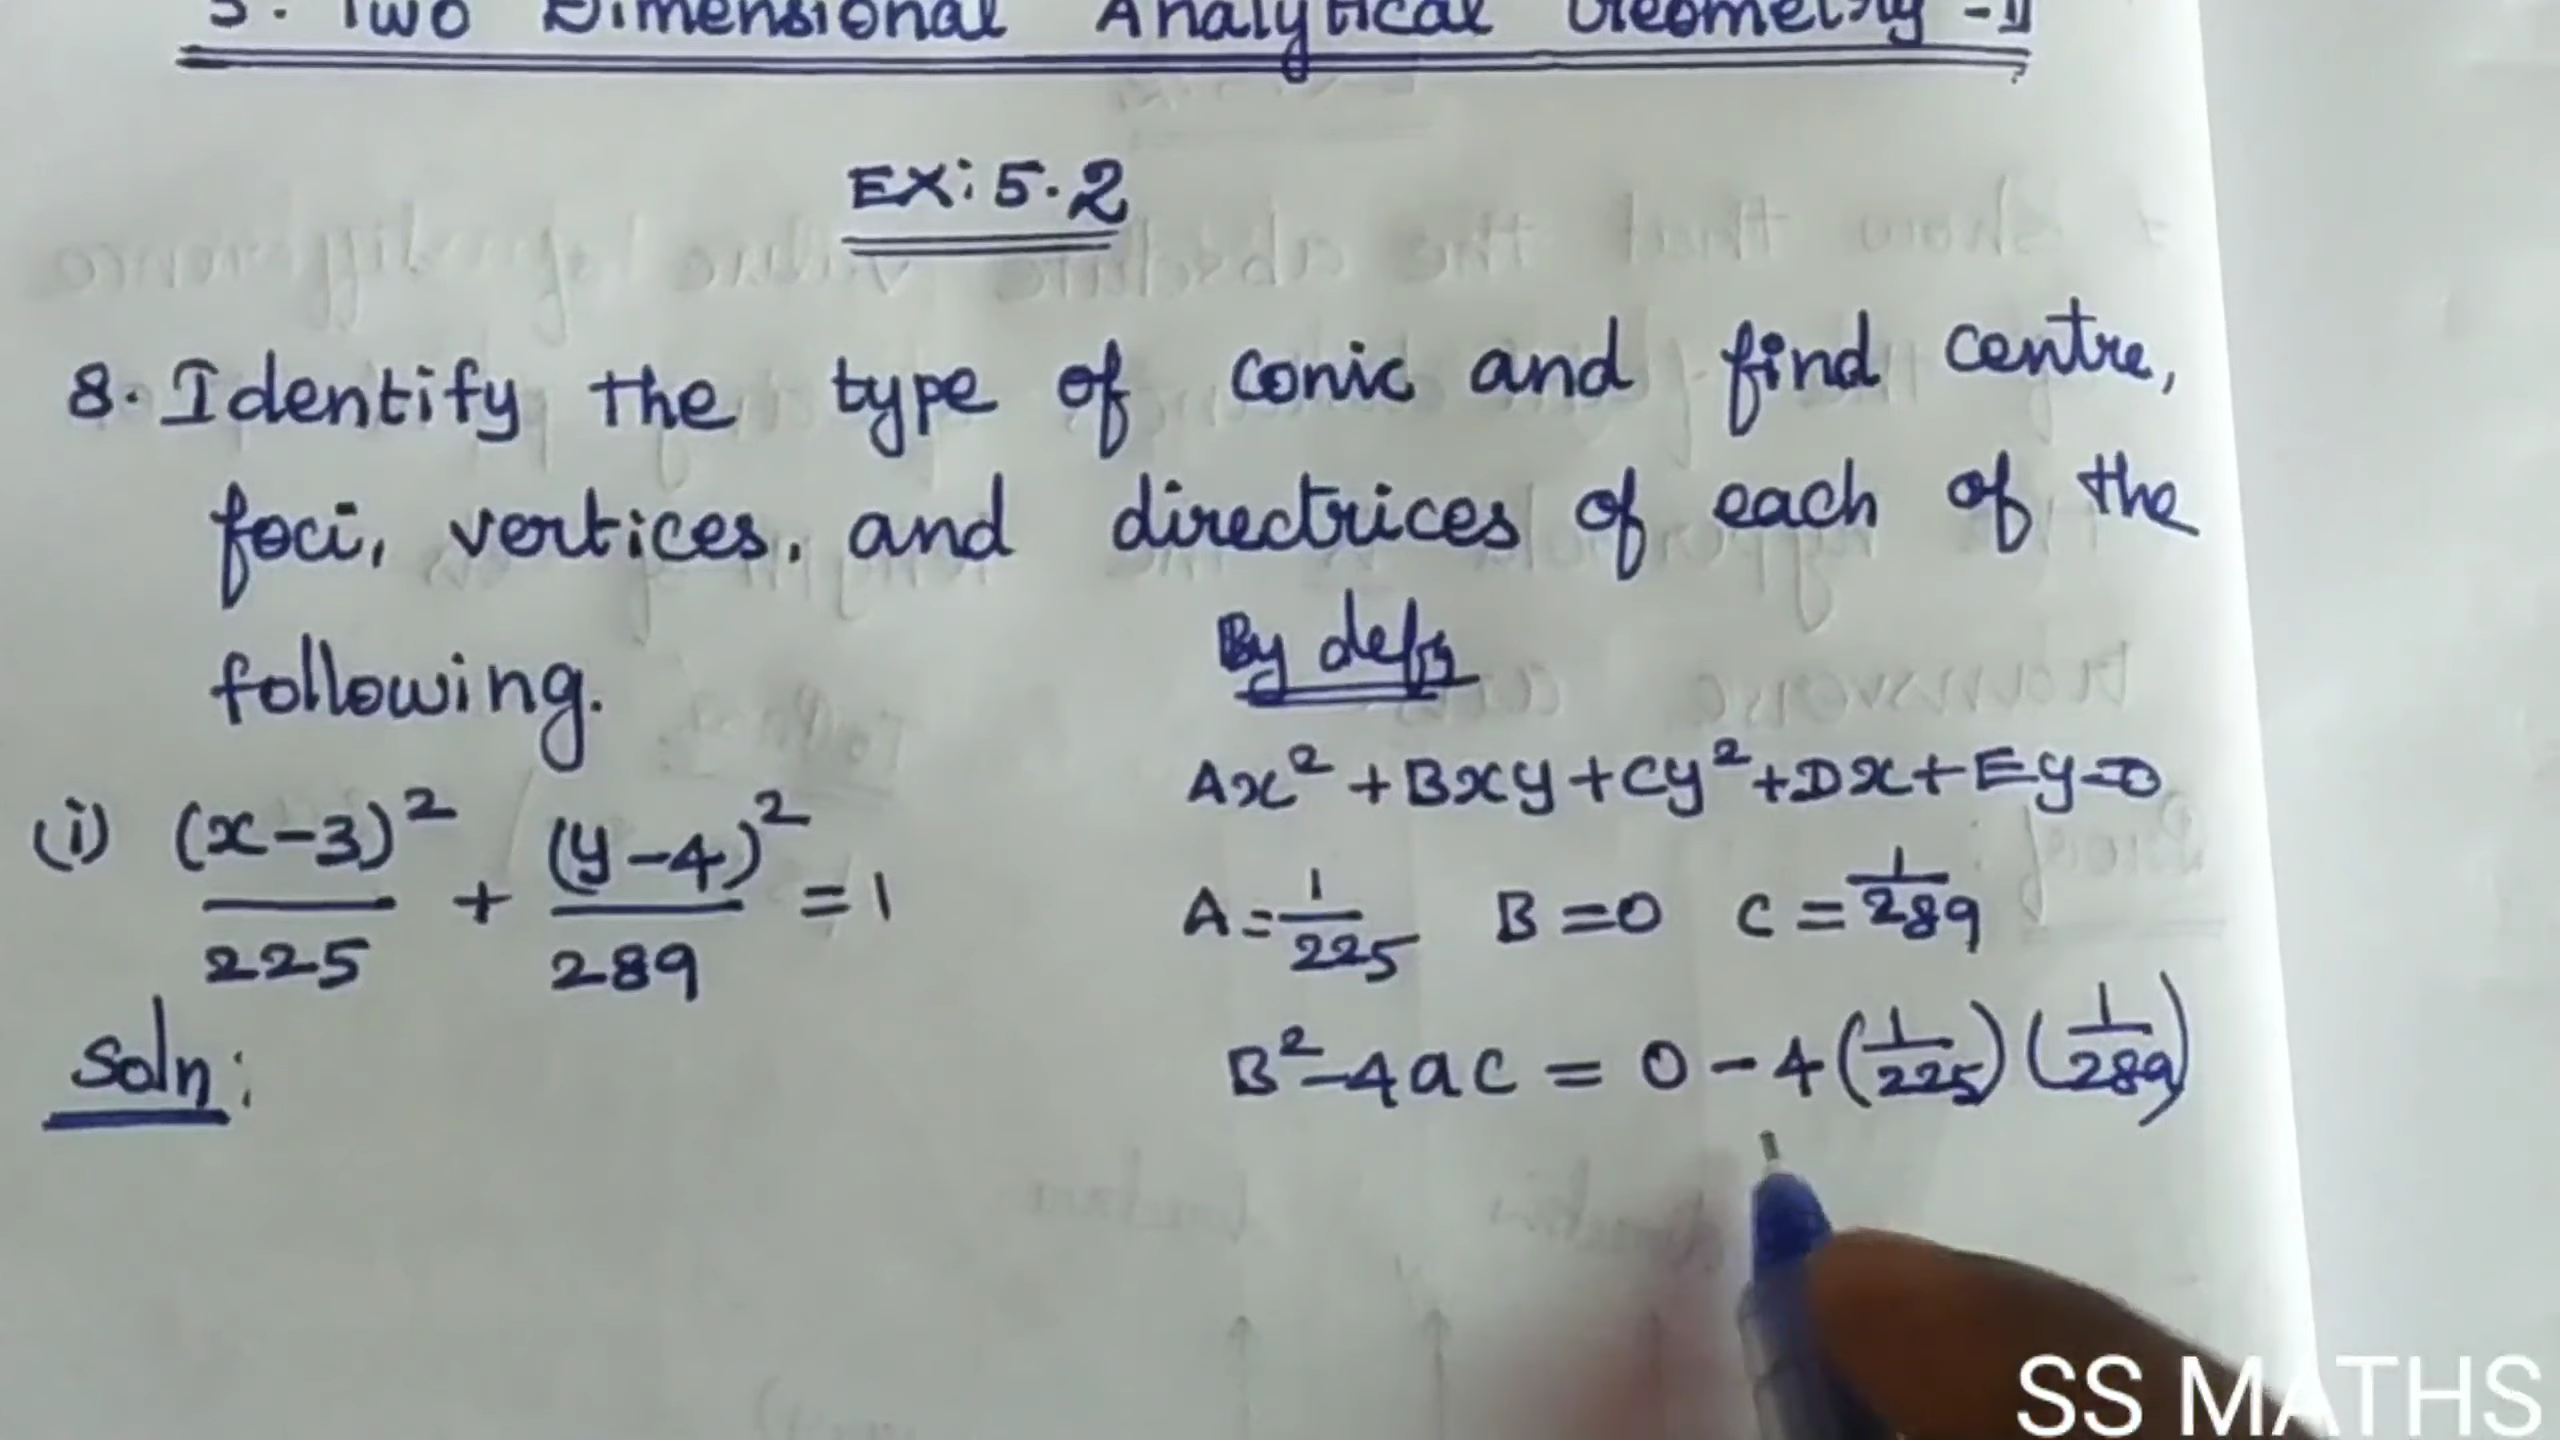 5. Two Dimensional Analytical Geometry -II
EX: 5.2
8. Identify the type of conic and find centre,
foci, vertices, and directrices of each of the
following.
By defn
(i) (x-3)²/225 + (y-4)²/289 = 1
Ax² + Bxy + Cy² + Dx + Ey = 0
A = 1/225 B = 0 C = 1/289
Soln:
B² - 4ac = 0 - 4(1/225)(1/289)
SS MATHS